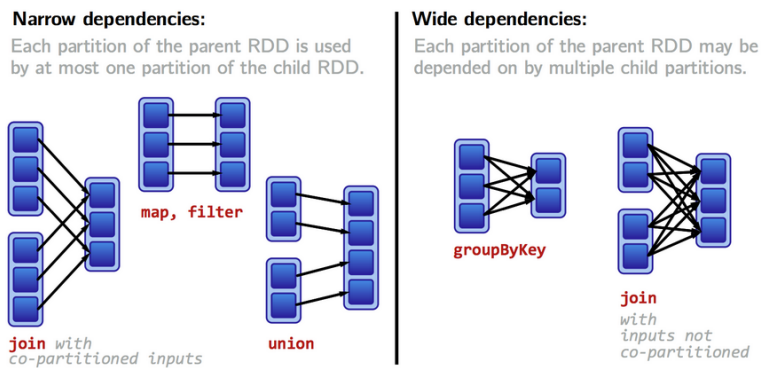 Narrow dependencies:
Each partition of the parent RDD is used
by at most one partition of the child RDD.
map, filter
join with
co-partitioned inputs
union
Wide dependencies:
Each partition of the parent RDD may be
depended on by multiple child partitions.
groupByKey
join
with
inputs not
co-partitioned